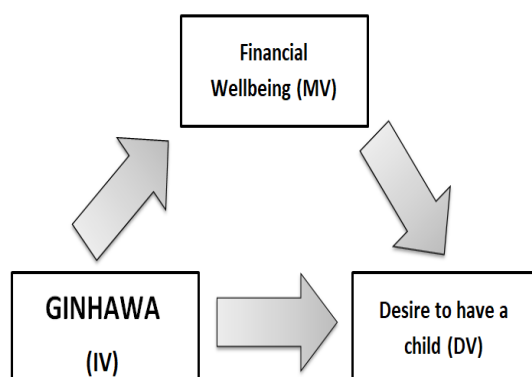 Financial
Wellbeing (MV)
GINHAWA
(IV)
Desire to have a
child (DV)